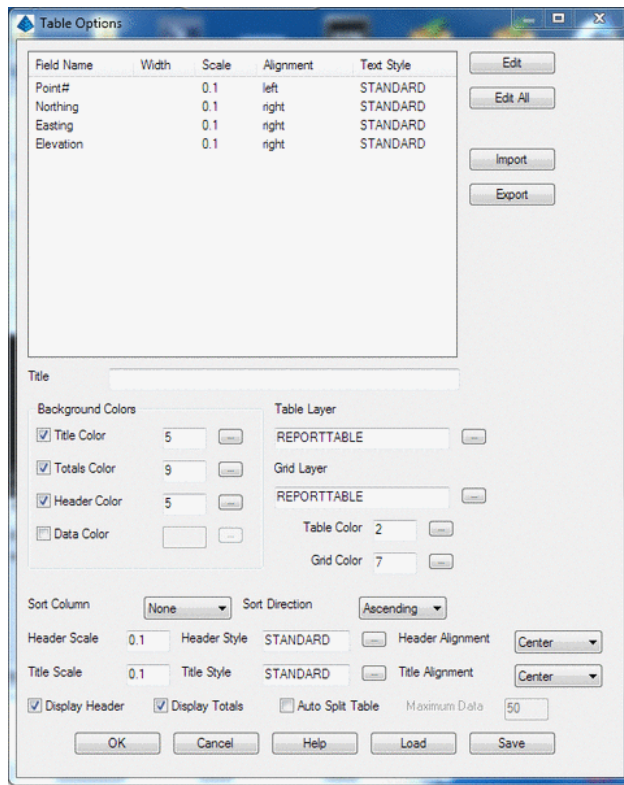 Table Options
Field Name Width Scale Alignment Text Style
Point# 0.1 left STANDARD
Northing 0.1 right STANDARD
Easting 0.1 right STANDARD
Elevation 0.1 right STANDARD
Edit
Edit All
Import
Export
Title
Background Colors
Title Color 5 ...
Totals Color 9 ...
Header Color 5 ...
Data Color ...
Table Layer
REPORTTABLE ...
Grid Layer
REPORTTABLE ...
Table Color 2 ...
Grid Color 7 ...
Sort Column None Sort Direction Ascending
Header Scale 0.1 Header Style STANDARD ... Header Alignment Center
Title Scale 0.1 Title Style STANDARD ... Title Alignment Center
Display Header Display Totals Auto Split Table Maximum Data 50
OK Cancel Help Load Save